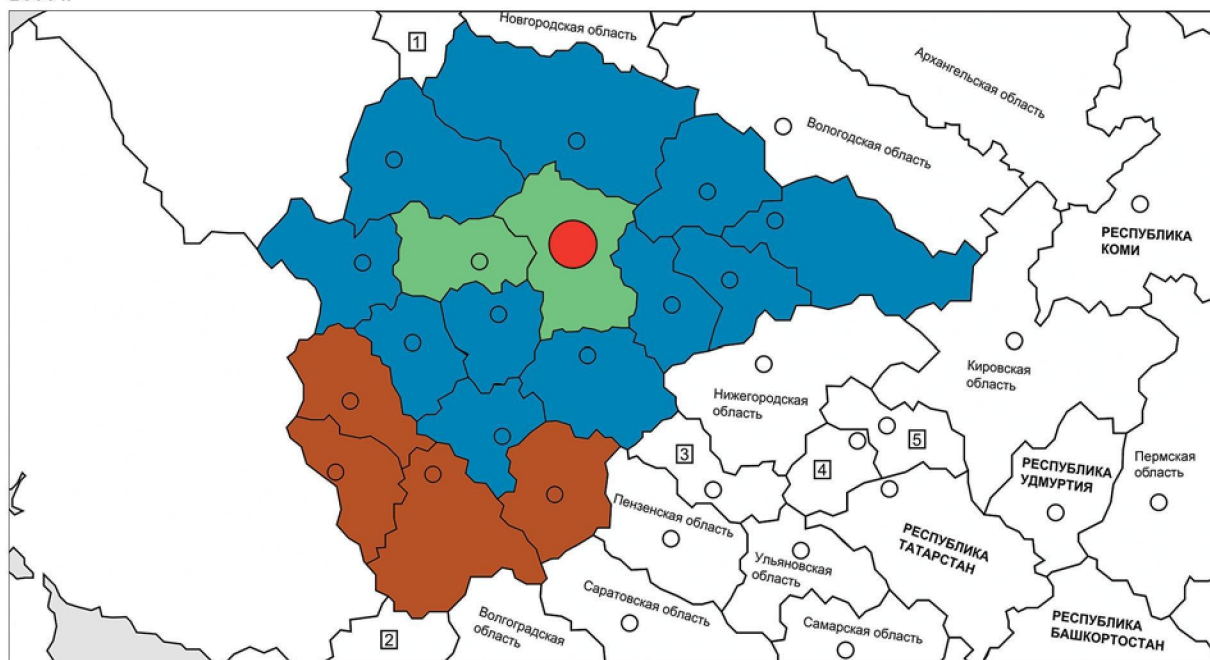 1
Новгородская область
Архангельская область
Вологодская область
РЕСПУБЛИКА
КОМИ
Кировская
область
Нижегородская
область
3
4
5
РЕСПУБЛИКА
УДМУРТИЯ
Пермская
область
Пензенская область
РЕСПУБЛИКА
ТАТАРСТАН
Ульяновская
область
Саратовская область
Волгоградская
область
2
Самарская область
РЕСПУБЛИКА
БАШКОРТОСТАН